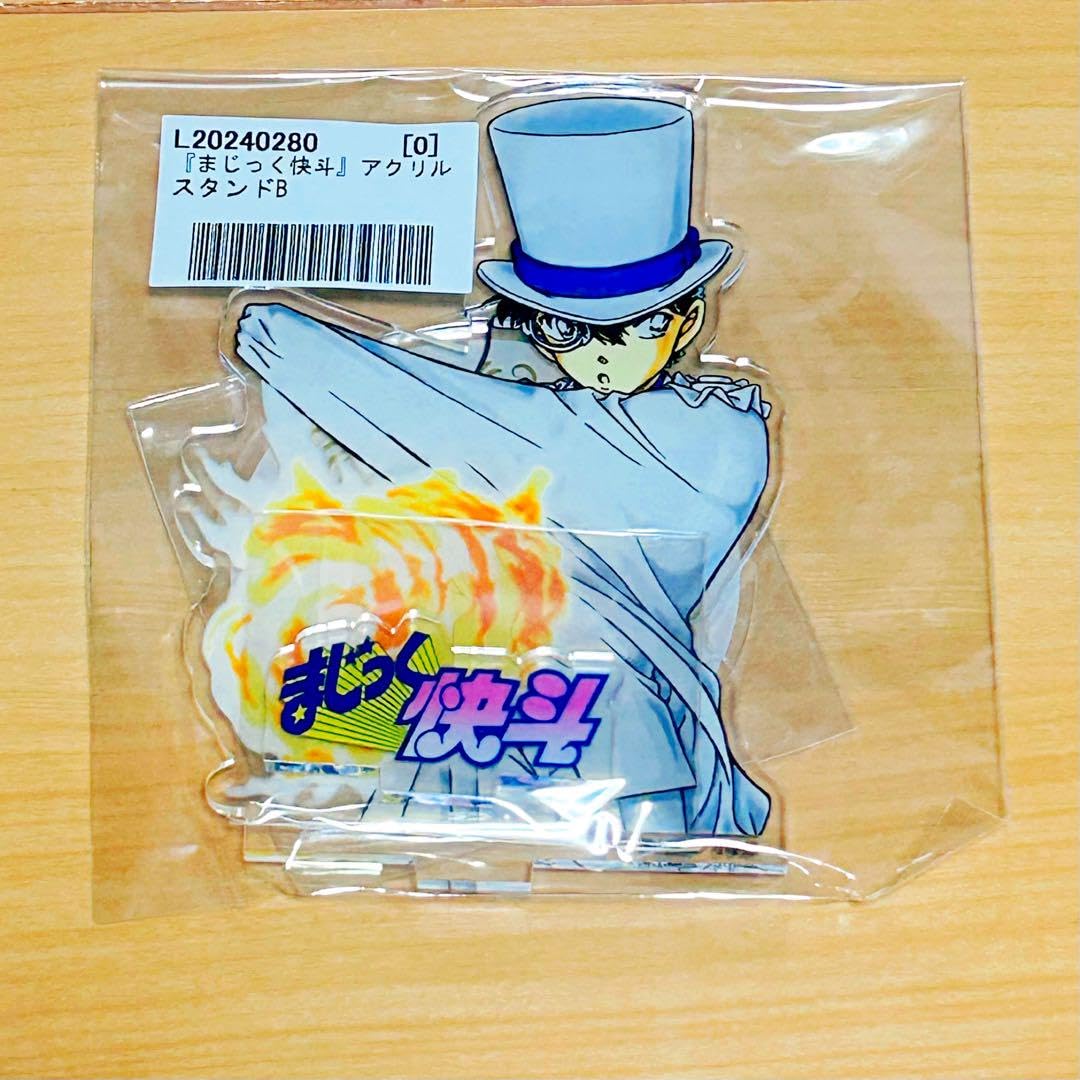 L20240280 [0]
『まじっく快斗』アクリル
スタンドB
まじっく
快斗